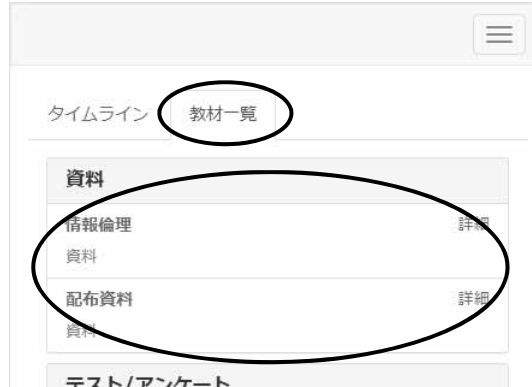 タイムライン 教材一覧
資料
情報倫理 詳細
資料
配布資料 詳細
資料
テスト/アンケート